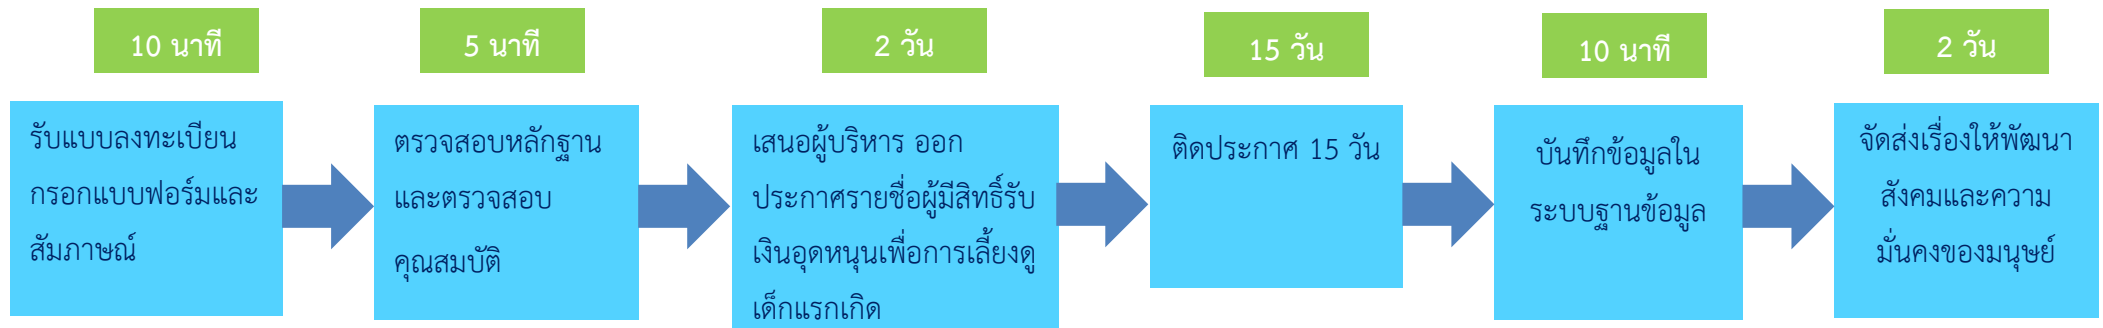 10 นาที
5 นาที
2 วัน
15 วัน
10 นาที
2 วัน
รับแบบลงทะเบียน
กรอกแบบฟอร์มและ
สัมภาษณ์
ตรวจสอบหลักฐาน
และตรวจสอบ
คุณสมบัติ
เสนอผู้บริหาร ออก
ประกาศรายชื่อผู้มีสิทธิ์รับ
เงินอุดหนุนเพื่อการเลี้ยงดู
เด็กแรกเกิด
ติดประกาศ 15 วัน
บันทึกข้อมูลใน
ระบบฐานข้อมูล
จัดส่งเรื่องให้พัฒนา
สังคมและความ
มั่นคงของมนุษย์